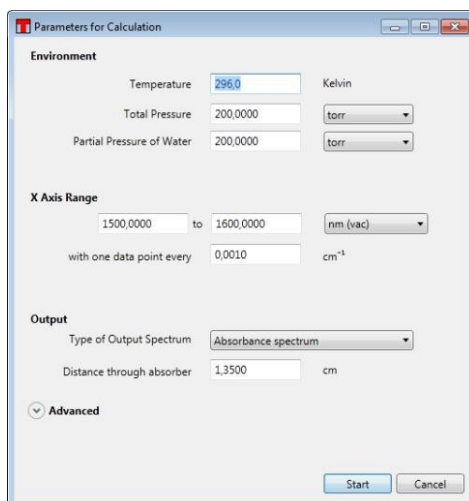 Parameters for Calculation
Environment
Temperature 296,0 Kelvin
Total Pressure 200,0000 torr
Partial Pressure of Water 200,0000 torr
X Axis Range
1500,0000 to 1600,0000 nm (vac)
with one data point every 0,0010 cm⁻¹
Output
Type of Output Spectrum Absorbance spectrum
Distance through absorber 1,3500 cm
Advanced
Start Cancel